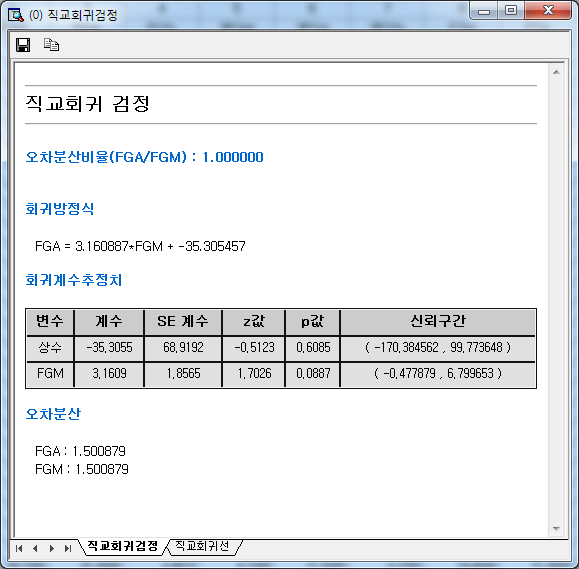 (0) 직교회귀검정
직교회귀 검정
오차분산비율(FGA/FGM) : 1.000000
회귀방정식
FGA = 3.160887*FGM + -35.305457
회귀계수추정치
변수 계수 SE 계수 z값 p값 신뢰구간
상수 -35.3055 68.9192 -0.5123 0.6085 ( -170.384562 , 99.773648 )
FGM 3.1609 1.8565 1.7026 0.0887 ( -0.477879 , 6.799653 )
오차분산
FGA : 1.500879
FGM : 1.500879
직교회귀검정 직교회귀선